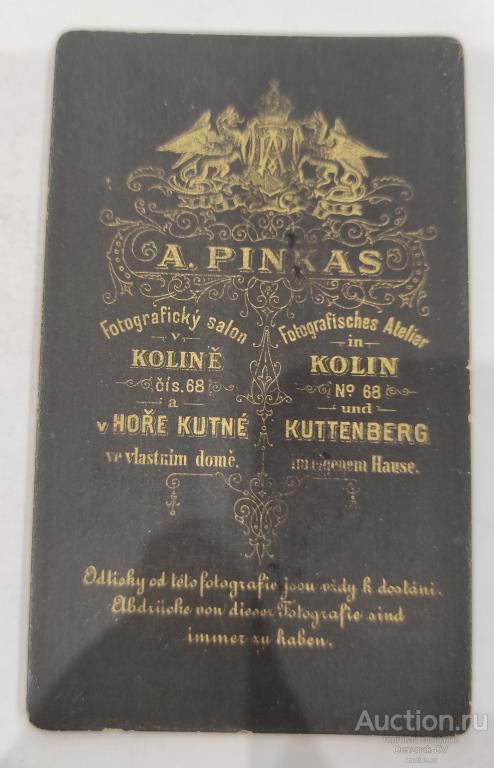 A. PINKAS
Fotografický salon
v
KOLINĚ
čís. 68
a
v HOŘE KUTNÉ
ve vlastním domě.
Fotografisches Atelier
in
KOLIN
No 68
und
KUTTENBERG
im eigenem Hause.
Odtisky od této fotografie jsou vždy k dostání.
Abdrücke von dieser Fotografie sind
immer zu haben.
Auction.ru